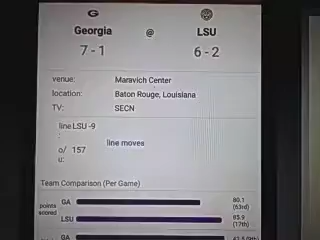 Georgia @ LSU
7 - 1 6 - 2
venue: Maravich Center
location: Baton Rouge, Louisiana
TV: SECN
line LSU -9
:
line moves
o/ 157
u:
Team Comparison (Per Game)
points scored
GA 80.1 (63rd)
LSU 85.9 (17th)
GA